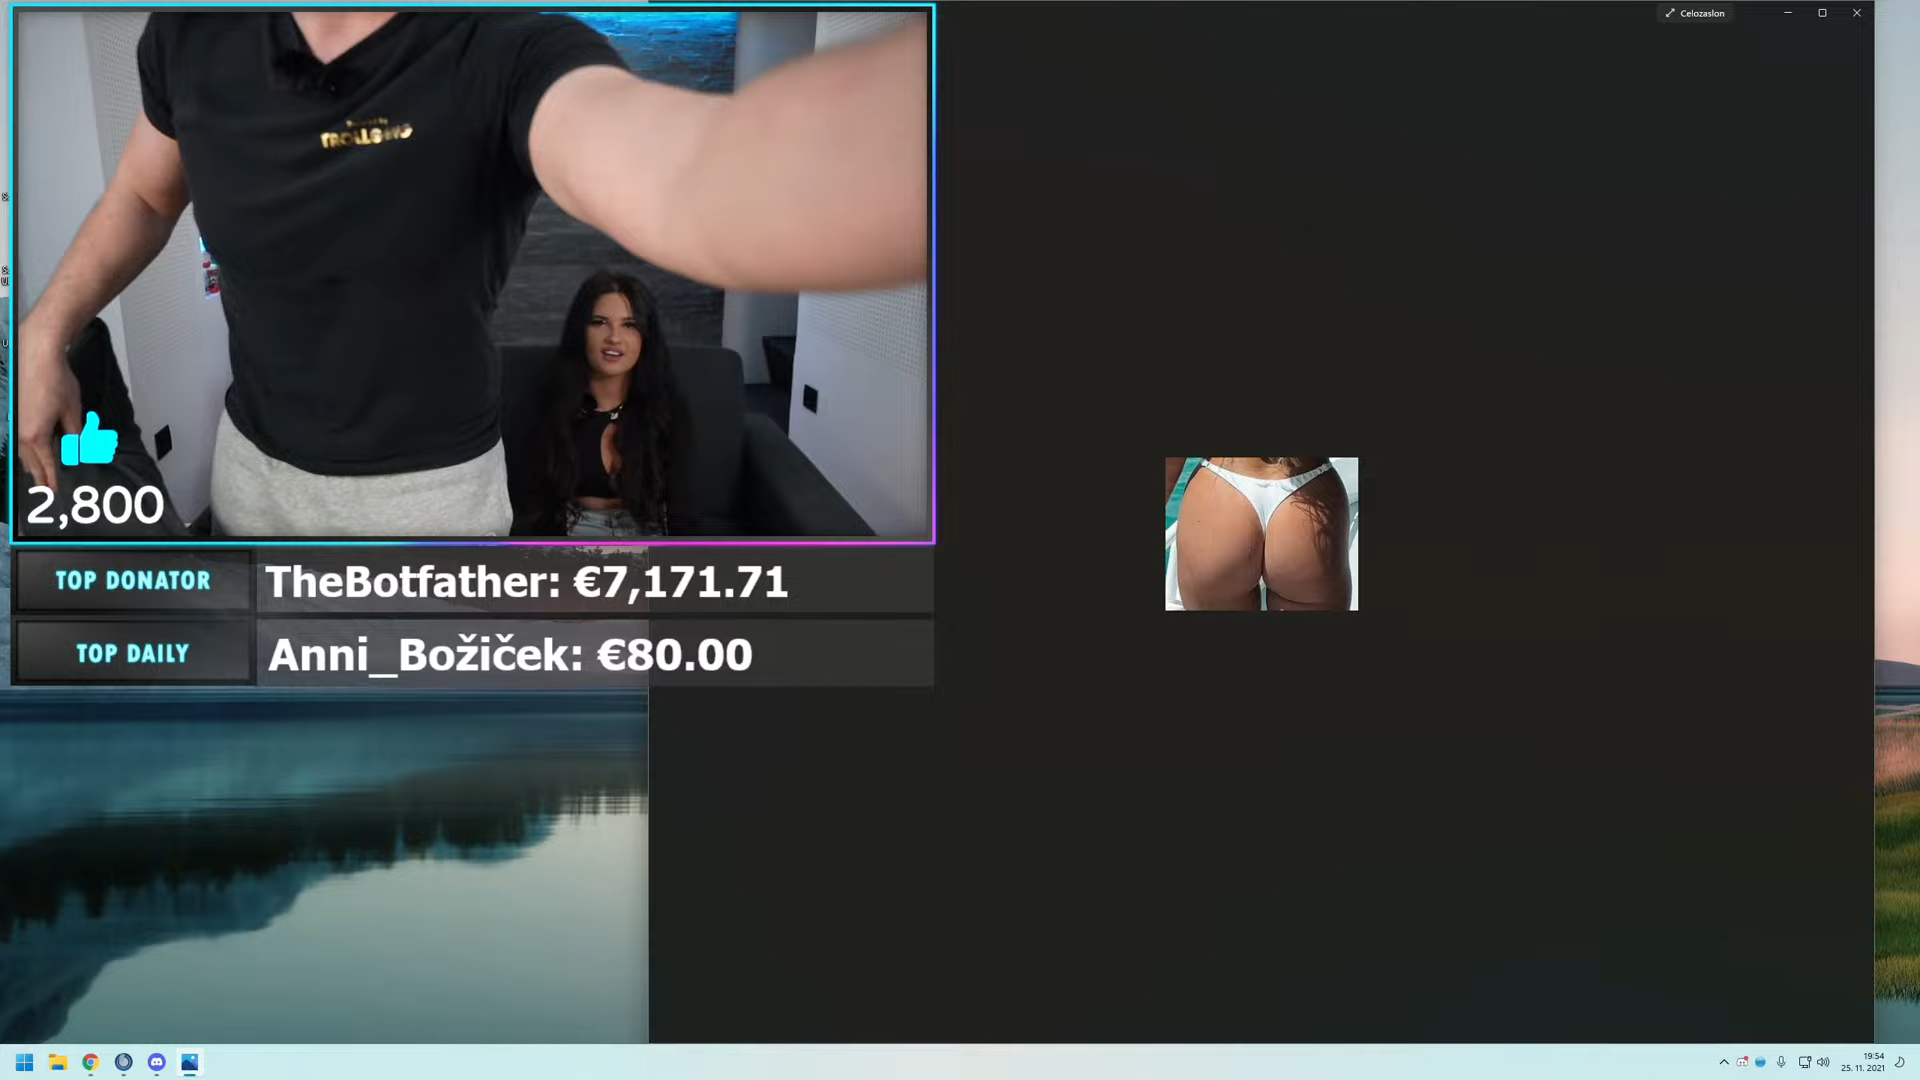 Celozaslon
TROLLGING
2,800
TOP DONATOR
TheBotfather: €7,171.71
TOP DAILY
Anni_Božiček: €80.00
19:54
25. 11. 2021